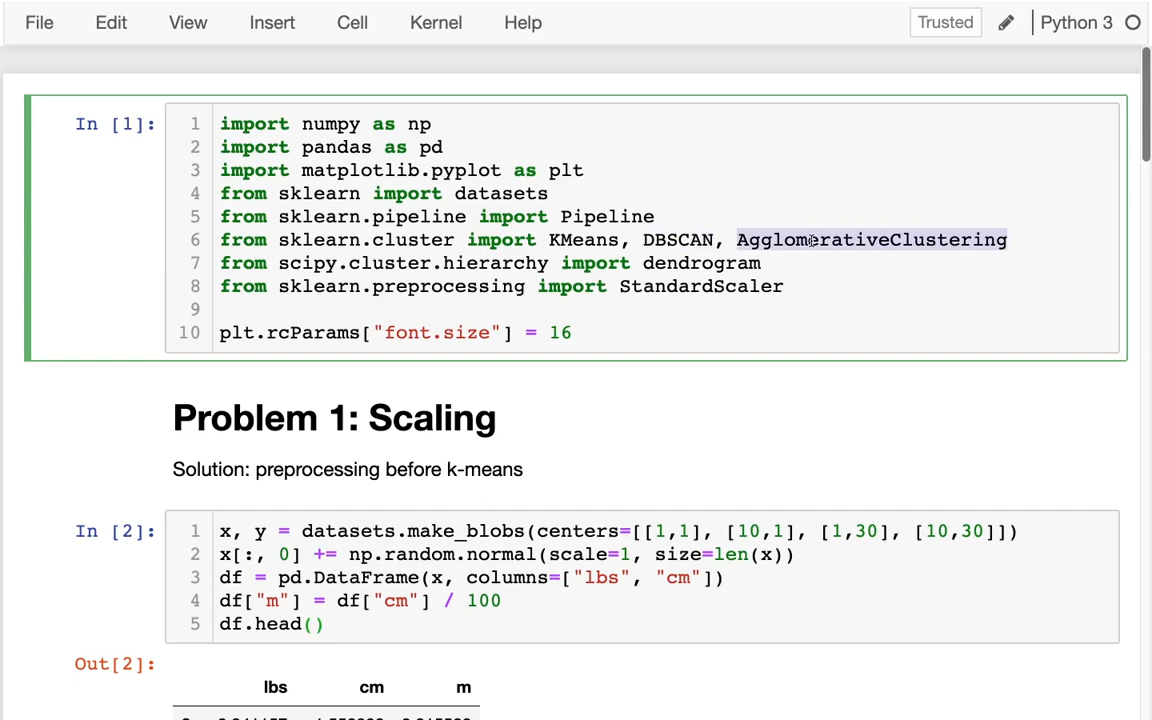 File Edit View Insert Cell Kernel Help Trusted Python 3
In [1]:
1 import numpy as np
2 import pandas as pd
3 import matplotlib.pyplot as plt
4 from sklearn import datasets
5 from sklearn.pipeline import Pipeline
6 from sklearn.cluster import KMeans, DBSCAN, AgglomerativeClustering
7 from scipy.cluster.hierarchy import dendrogram
8 from sklearn.preprocessing import StandardScaler
9
10 plt.rcParams["font.size"] = 16
Problem 1: Scaling
Solution: preprocessing before k-means
In [2]:
1 x, y = datasets.make_blobs(centers=[[1,1], [10,1], [1,30], [10,30]])
2 x[:, 0] += np.random.normal(scale=1, size=len(x))
3 df = pd.DataFrame(x, columns=["lbs", "cm"])
4 df["m"] = df["cm"] / 100
5 df.head()
Out[2]:
lbs cm m